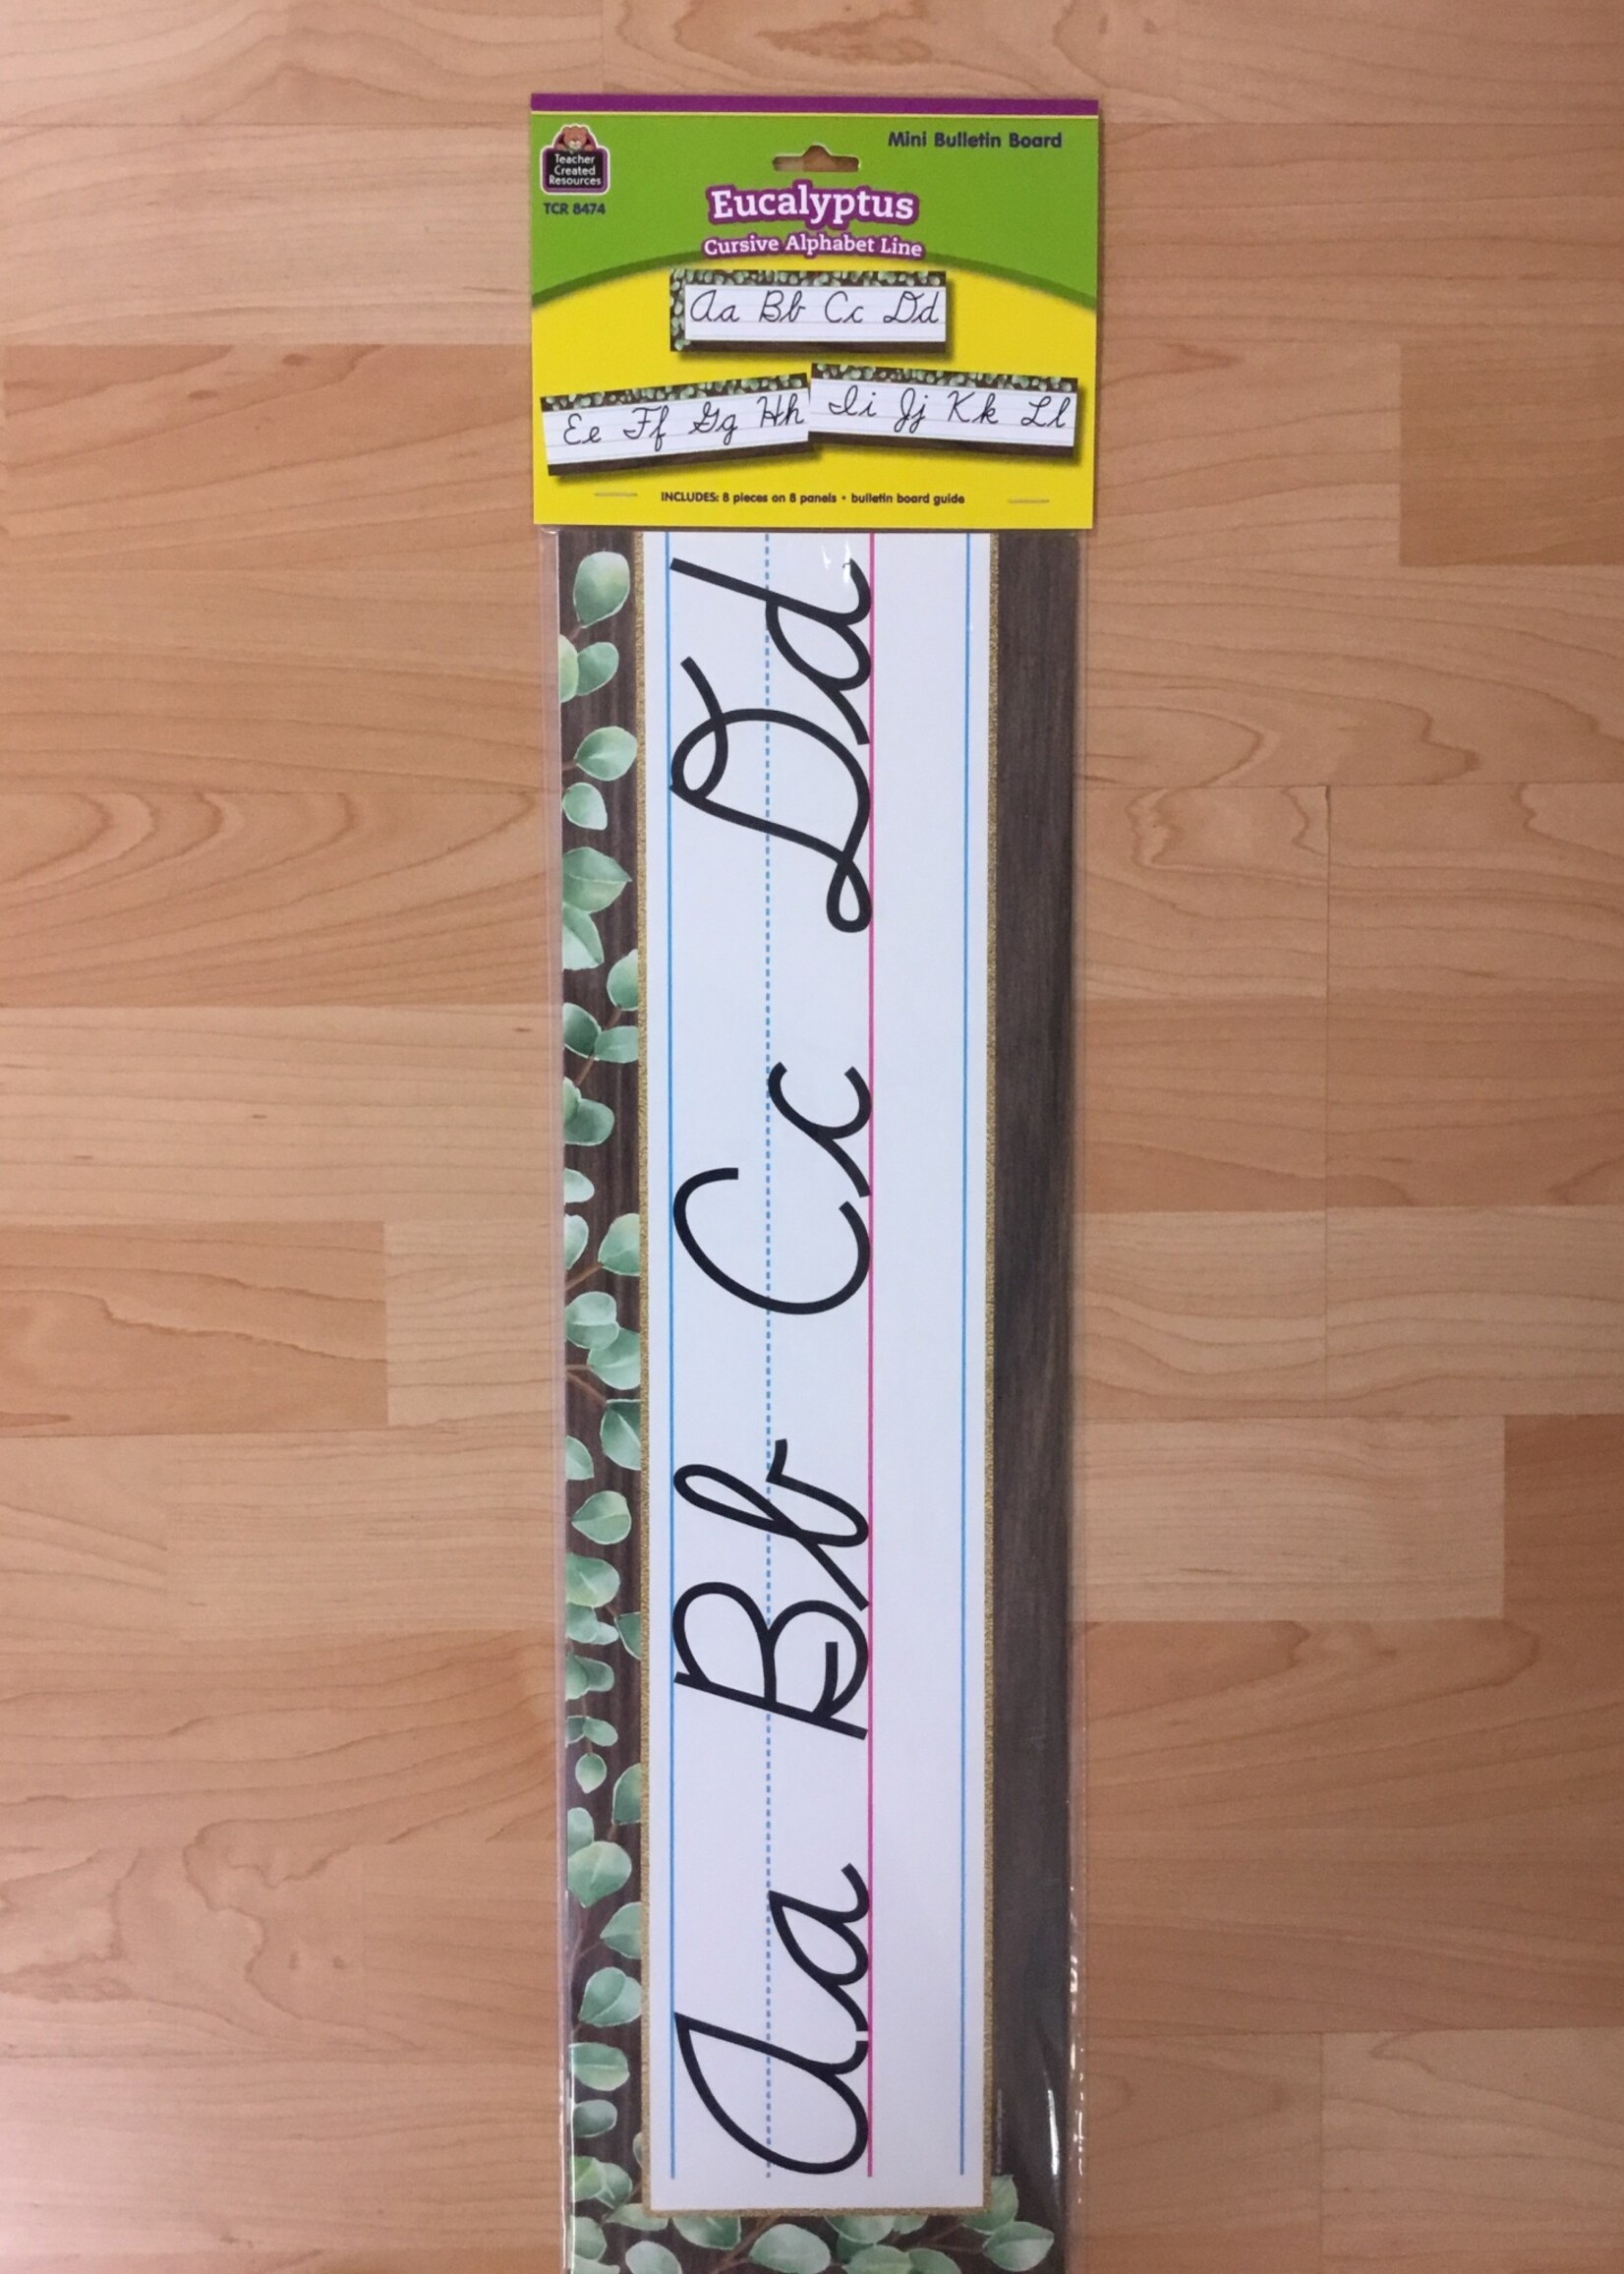 Mini Bulletin Board
Teacher
Created
Resources
TCR 8474
Eucalyptus
Cursive Alphabet Line
Aa Bb Cc Dd
Ee Ff Gg Hh
Ii Jj Kk Ll
INCLUDES: 8 pieces on 8 panels • bulletin board guide
Aa Bb Cc Dd